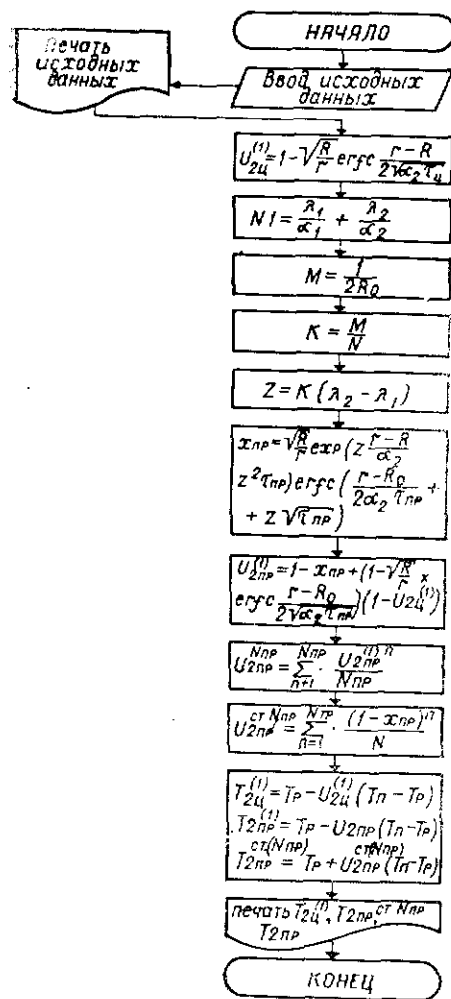 НАЧАЛО
Печать
исходных
данных
Ввод исходных
данных
U₂ц⁽¹⁾ = 1 - √(R/r) erfc (r - R)/(2√(α₂ τц))
N1 = λ₁/α₁ + λ₂/α₂
M = 1/(2R₀)
K = M/N
Z = K (λ₂ - λ₁)
xпр = √(R/r) exp (z (r - R)/α₂
z² τпр) erfc ( (r - R₀)/(2α₂ τпр) +
+ z √τпр )
U₂пр⁽¹⁾ = 1 - xпр + (1 - √(R/r) ×
erfc (r - R₀)/(2√(α₂ τпр)) ) (1 - U₂ц⁽¹⁾)
U₂пр^Nпр = Σ_{n+1}^{Nпр} · U₂пр^{(1) n}/Nпр
U₂пр^{ст Nпр} = Σ_{n=1}^{Nпр} · (1 - xпр)ⁿ/N
T₂ц⁽¹⁾ = Tр - U₂ц⁽¹⁾ (Tп - Tр)
T₂пр⁽¹⁾ = Tр - U₂пр (Tп - Tр)
T₂пр^{ст(Nпр)} = Tр + U₂пр^{ст(Nпр)} (Tп - Tр)
печать T₂ц⁽¹⁾, T₂пр, ст Nпр
T₂пр
КОНЕЦ